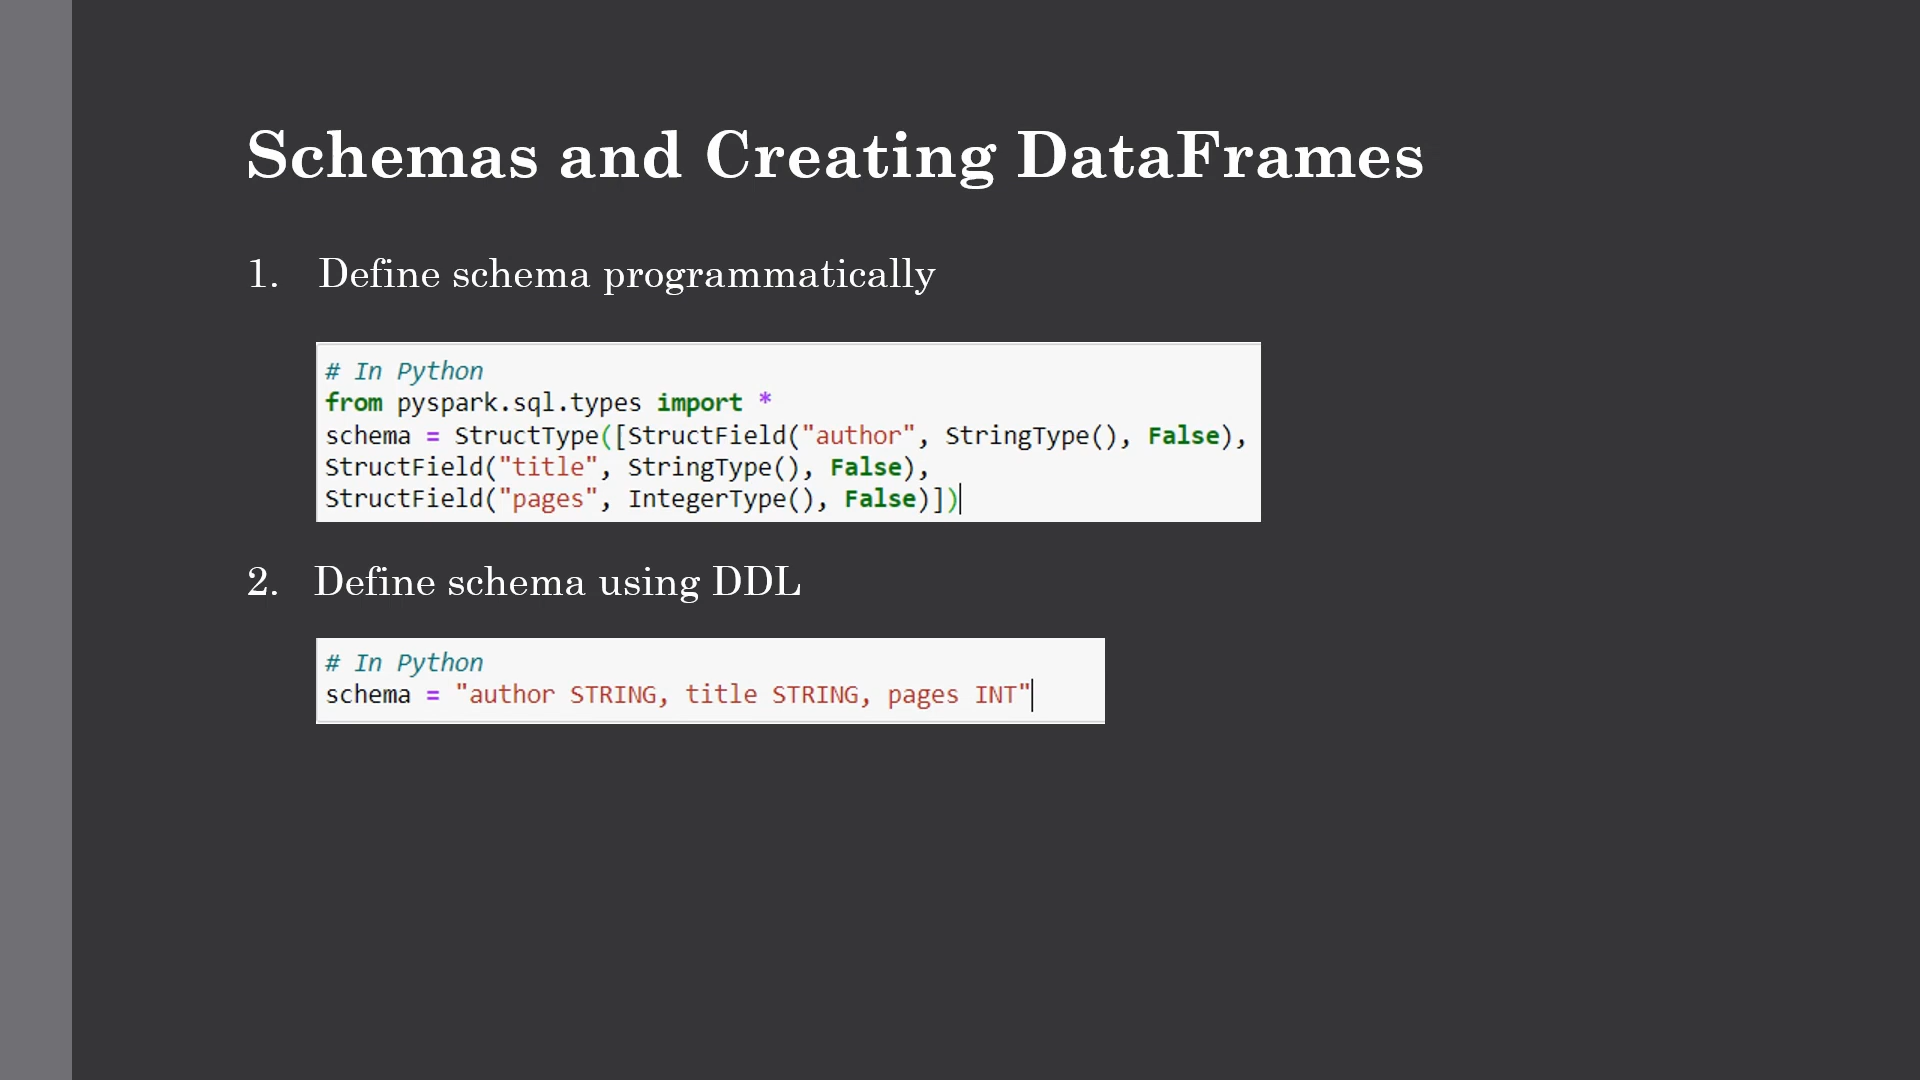 Schemas and Creating DataFrames
1. Define schema programmatically
# In Python
from pyspark.sql.types import *
schema = StructType([StructField("author", StringType(), False),
StructField("title", StringType(), False),
StructField("pages", IntegerType(), False)])
2. Define schema using DDL
# In Python
schema = "author STRING, title STRING, pages INT"